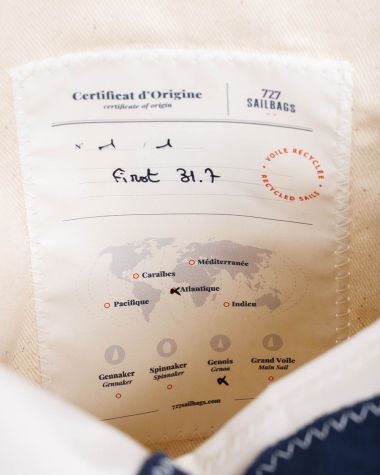 Certificat d'Origine
certificate of origin
727
SAILBAGS
VOILE RECYCLÉE
RECYCLED SAILS
First 31.7
Méditerranée
Caraïbes
Atlantique
Pacifique
Indien
Gennaker
Gennaker
Spinnaker
Spinnaker
Genois
Genoa
Grand Voile
Main Sail
727sailbags.com